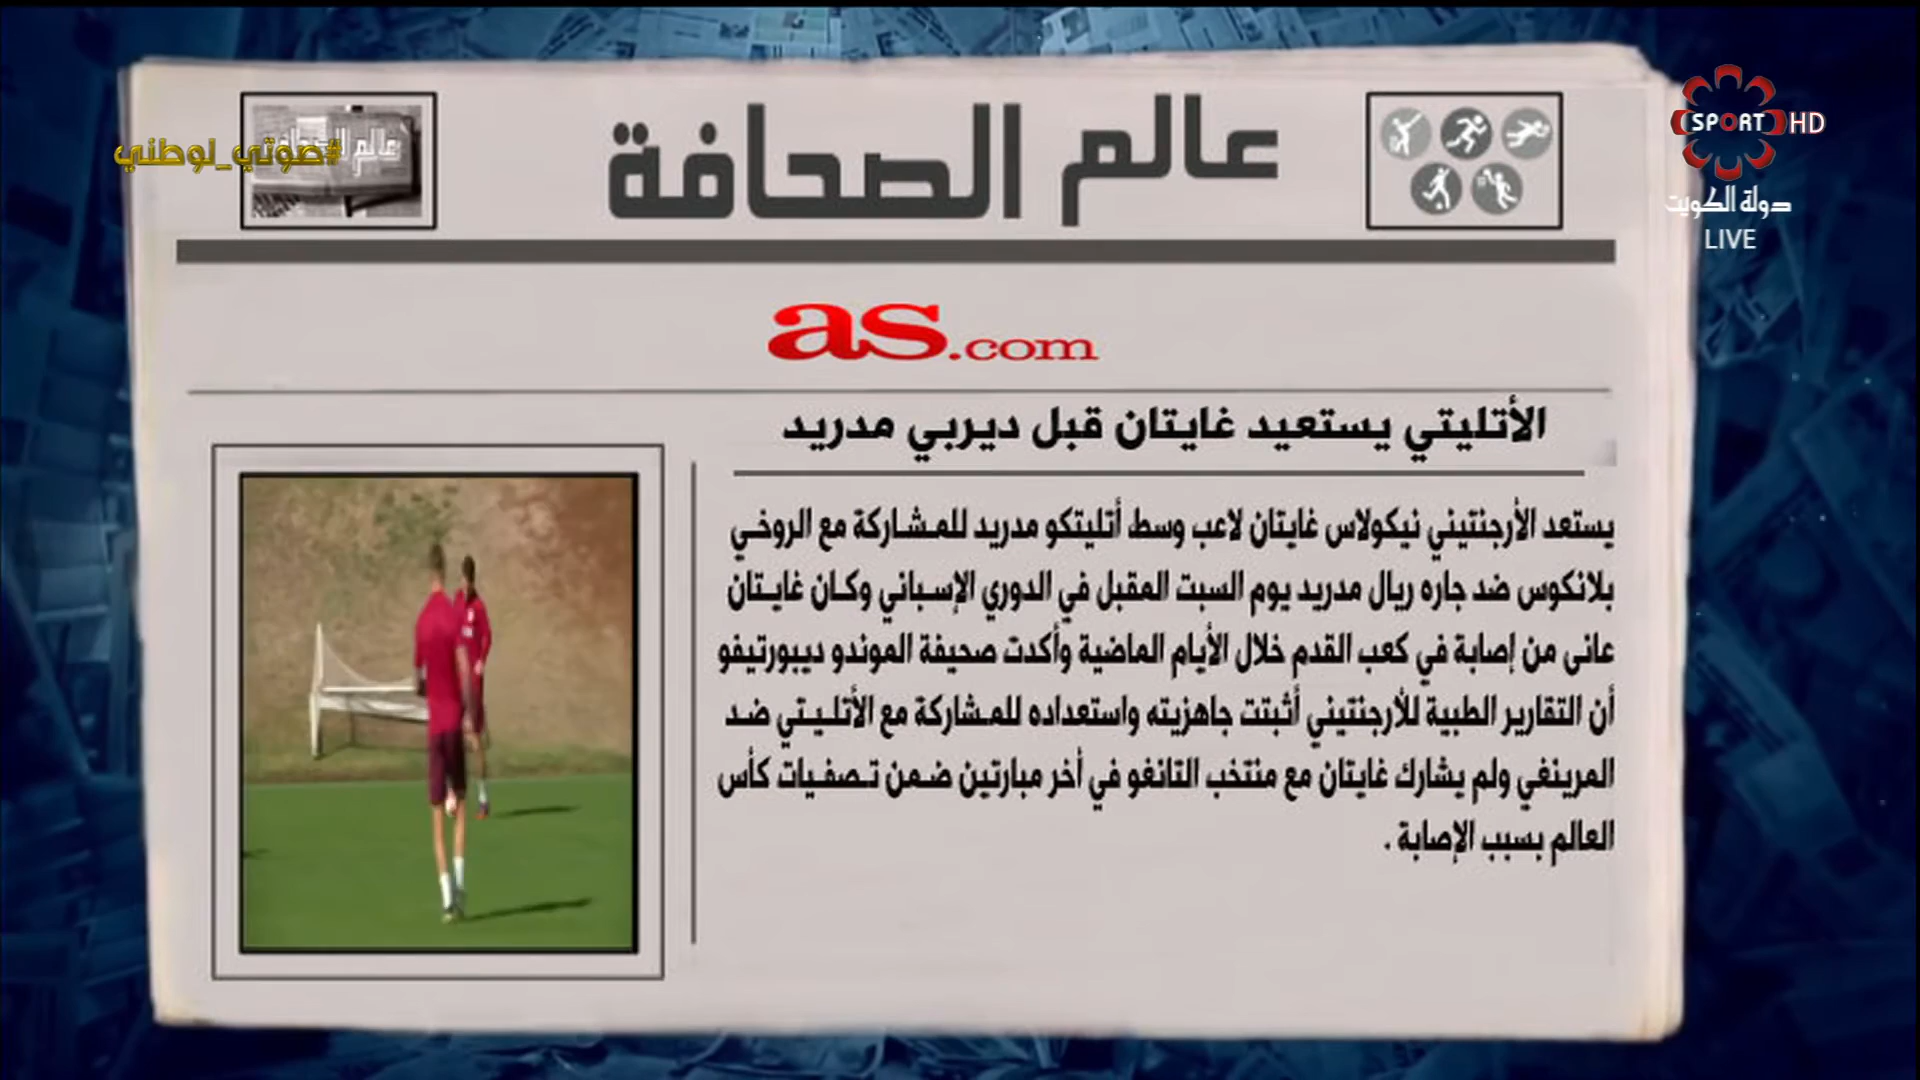 عالم الصحافة
#صوتي_لوطني
SPORT HD
دولة الكويت
LIVE
as.com
الأتليتي يستعيد غايتان قبل ديربي مدريد
يستعد الأرجنتيني نيكولاس غايتان لاعب وسط أتليتكو مدريد للمشاركة مع الروخي
بلانكوس ضد جاره ريال مدريد يوم السبت المقبل في الدوري الإسباني وكان غايتان
عانى من إصابة في كعب القدم خلال الأيام الماضية وأكدت صحيفة الموندو ديبورتيفو
أن التقارير الطبية للأرجنتيني أثبتت جاهزيته واستعداده للمشاركة مع الأتليتي ضد
المرينغي ولم يشارك غايتان مع منتخب التانغو في أخر مبارتين ضمن تصفيات كأس
العالم بسبب الإصابة .